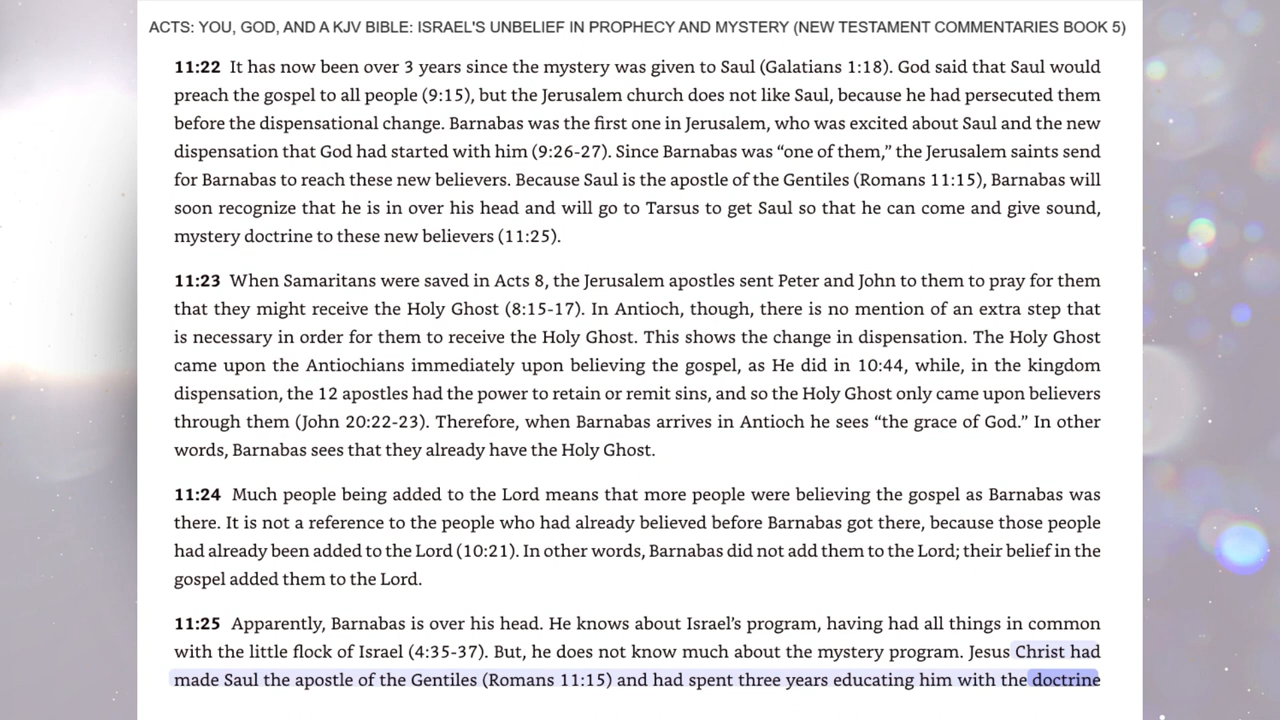 ACTS: YOU, GOD, AND A KJV BIBLE: ISRAEL'S UNBELIEF IN PROPHECY AND MYSTERY (NEW TESTAMENT COMMENTARIES BOOK 5)
11:22 It has now been over 3 years since the mystery was given to Saul (Galatians 1:18). God said that Saul would
preach the gospel to all people (9:15), but the Jerusalem church does not like Saul, because he had persecuted them
before the dispensational change. Barnabas was the first one in Jerusalem, who was excited about Saul and the new
dispensation that God had started with him (9:26-27). Since Barnabas was “one of them,” the Jerusalem saints send
for Barnabas to reach these new believers. Because Saul is the apostle of the Gentiles (Romans 11:15), Barnabas will
soon recognize that he is in over his head and will go to Tarsus to get Saul so that he can come and give sound,
mystery doctrine to these new believers (11:25).
11:23 When Samaritans were saved in Acts 8, the Jerusalem apostles sent Peter and John to them to pray for them
that they might receive the Holy Ghost (8:15-17). In Antioch, though, there is no mention of an extra step that
is necessary in order for them to receive the Holy Ghost. This shows the change in dispensation. The Holy Ghost
came upon the Antiochians immediately upon believing the gospel, as He did in 10:44, while, in the kingdom
dispensation, the 12 apostles had the power to retain or remit sins, and so the Holy Ghost only came upon believers
through them (John 20:22-23). Therefore, when Barnabas arrives in Antioch he sees “the grace of God.” In other
words, Barnabas sees that they already have the Holy Ghost.
11:24 Much people being added to the Lord means that more people were believing the gospel as Barnabas was
there. It is not a reference to the people who had already believed before Barnabas got there, because those people
had already been added to the Lord (10:21). In other words, Barnabas did not add them to the Lord; their belief in the
gospel added them to the Lord.
11:25 Apparently, Barnabas is over his head. He knows about Israel’s program, having had all things in common
with the little flock of Israel (4:35-37). But, he does not know much about the mystery program. Jesus Christ had
made Saul the apostle of the Gentiles (Romans 11:15) and had spent three years educating him with the doctrine